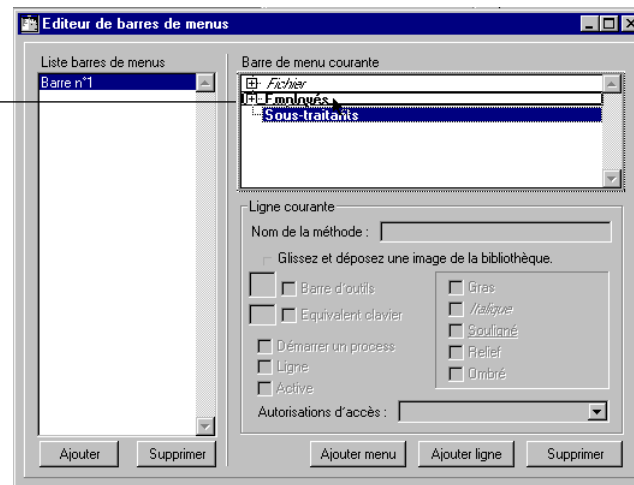 Editeur de barres de menus
Liste barres de menus
Barre n°1
Ajouter
Supprimer
Barre de menu courante
Fichier
Employés
Sous-traitants
Ligne courante
Nom de la méthode :
Glissez et déposez une image de la bibliothèque.
Barre d'outils
Equivalent clavier
Démarrer un process
Ligne
Active
Gras
Italique
Souligné
Relief
Ombré
Autorisations d'accès :
Ajouter menu
Ajouter ligne
Supprimer